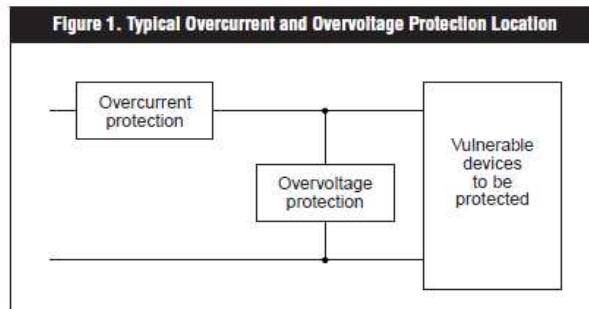 Figure 1. Typical Overcurrent and Overvoltage Protection Location
Overcurrent
protection
Overvoltage
protection
Vulnerable
devices
to be
protected